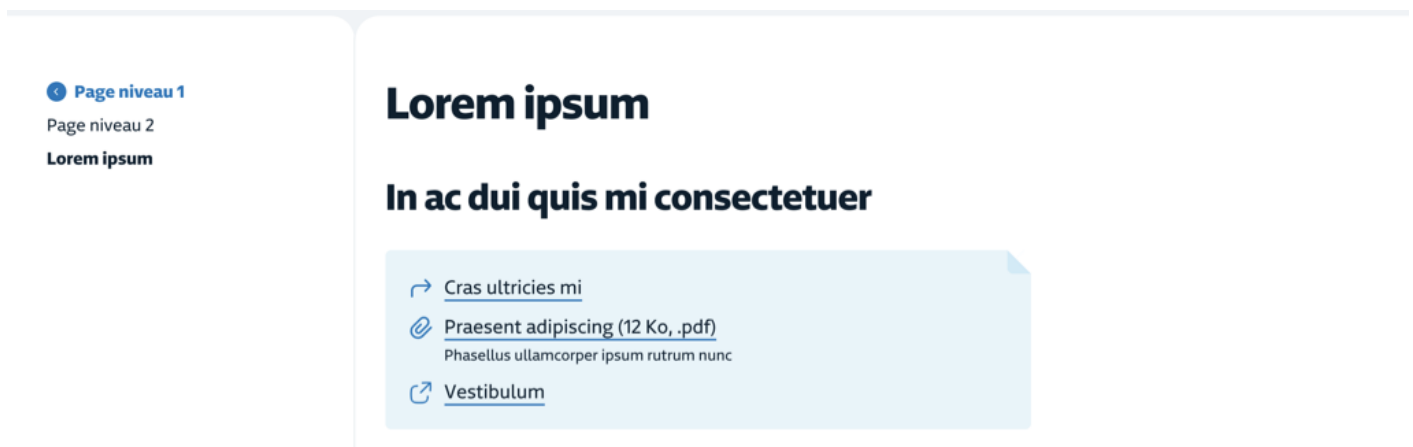 Page niveau 1
Page niveau 2
Lorem ipsum
Lorem ipsum
In ac dui quis mi consectetuer
Cras ultricies mi
Praesent adipiscing (12 Ko, .pdf)
Phasellus ullamcorper ipsum rutrum nunc
Vestibulum